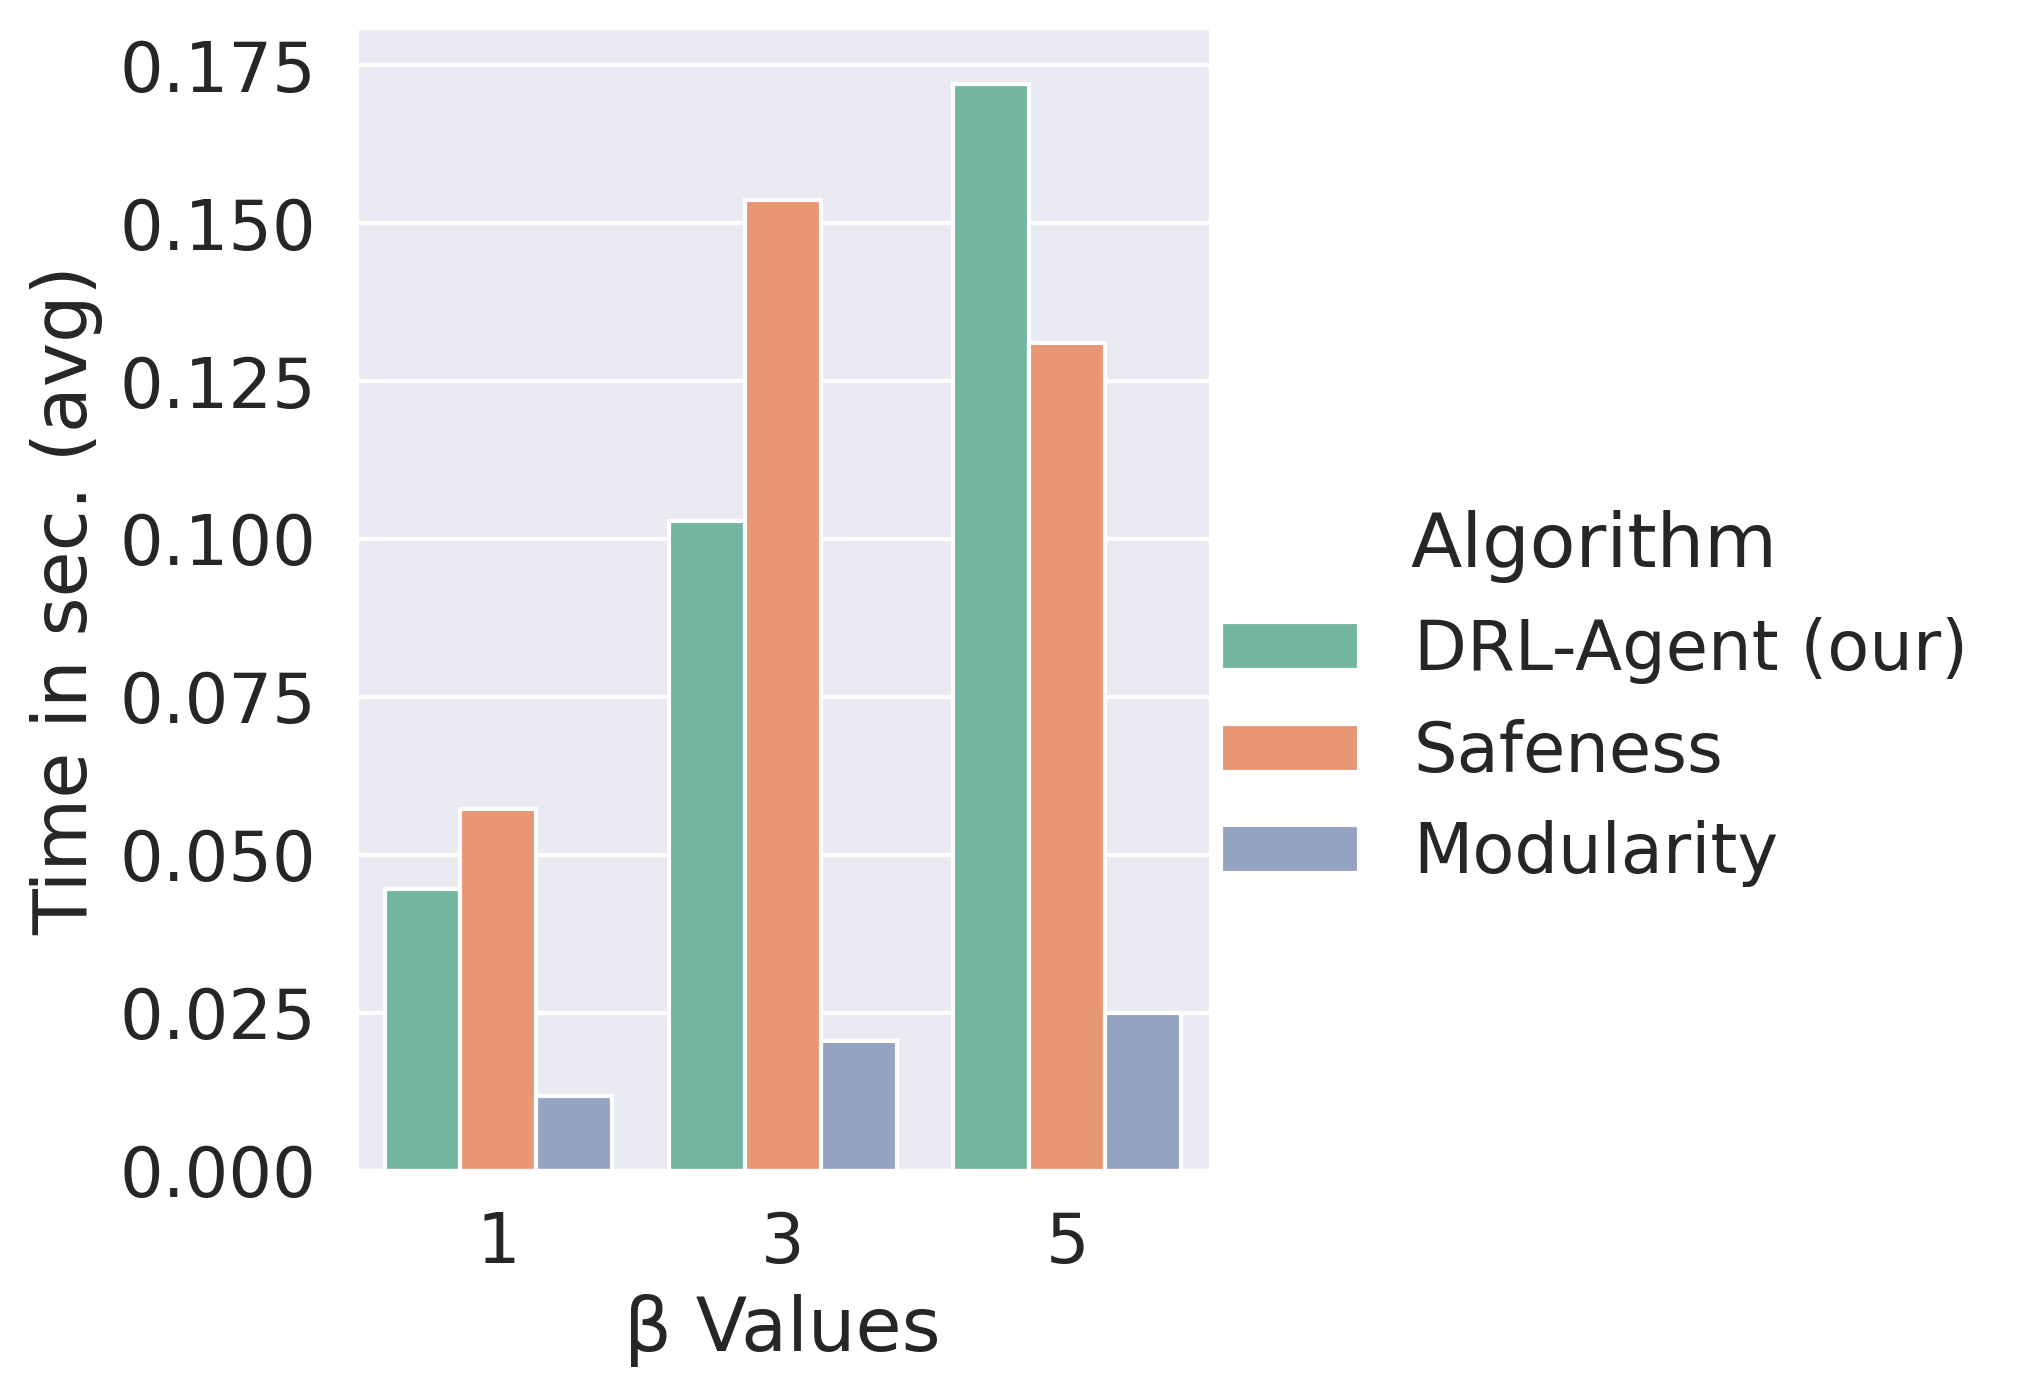 0.175
0.150
0.125
0.100
0.075
0.050
0.025
0.000
Time in sec. (avg)
1 3 5
β Values
Algorithm
DRL-Agent (our)
Safeness
Modularity